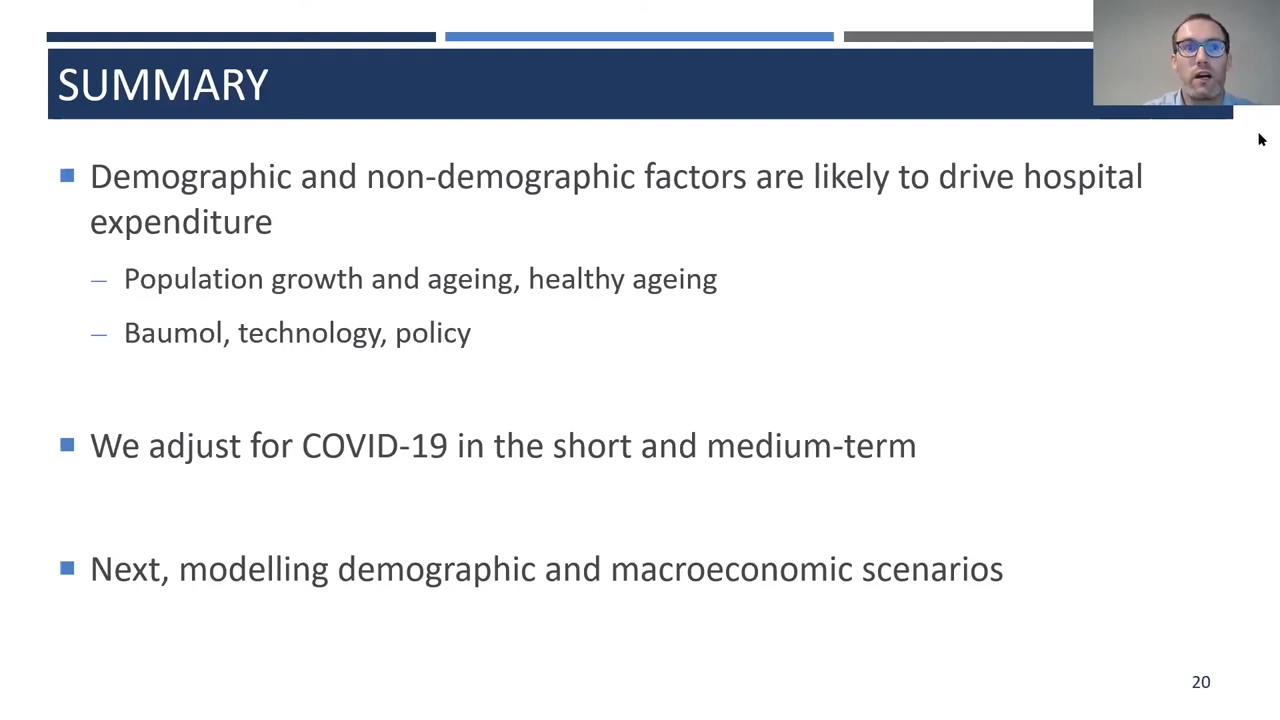 SUMMARY
Demographic and non-demographic factors are likely to drive hospital
expenditure
– Population growth and ageing, healthy ageing
– Baumol, technology, policy
We adjust for COVID-19 in the short and medium-term
Next, modelling demographic and macroeconomic scenarios
20